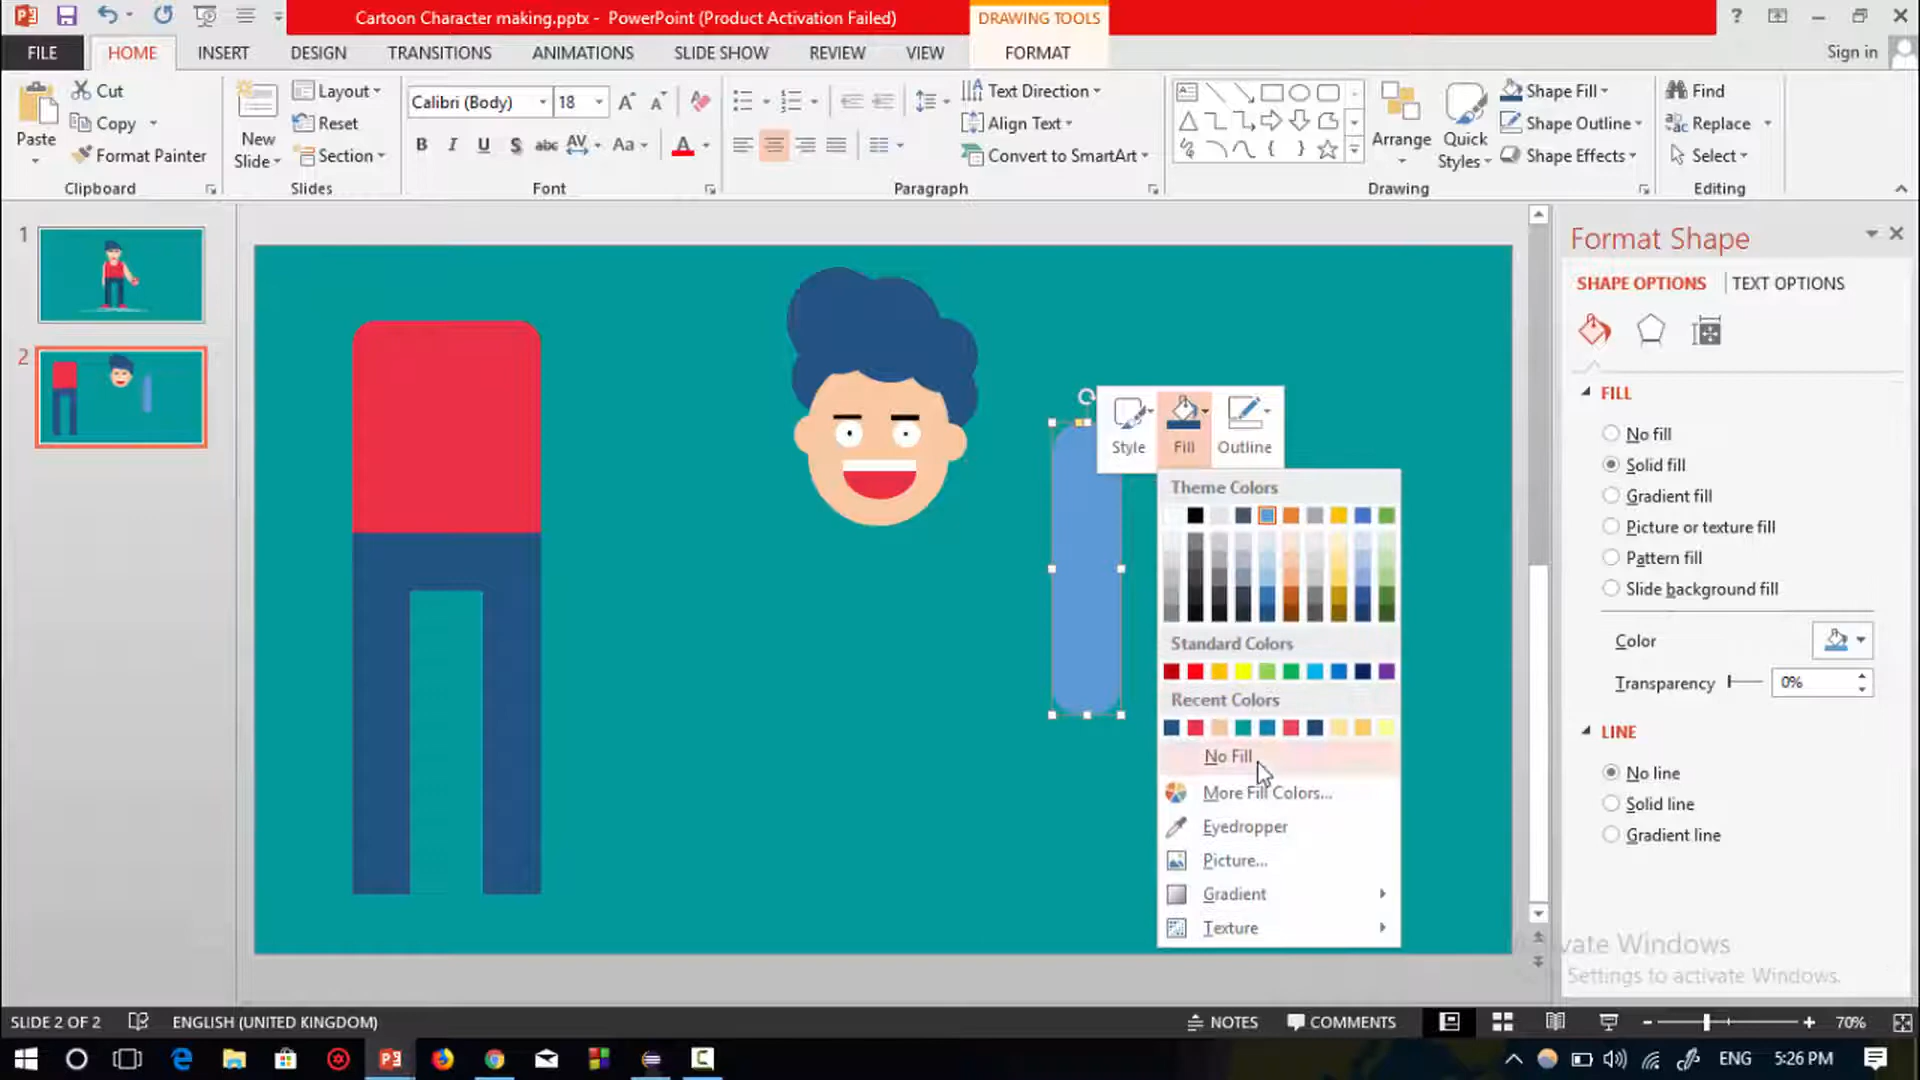 Cartoon Character making.pptx - PowerPoint (Product Activation Failed)
DRAWING TOOLS
?
FILE
HOME
INSERT
DESIGN
TRANSITIONS
ANIMATIONS
SLIDE SHOW
REVIEW
VIEW
FORMAT
Sign in
Paste
Cut
Copy
Format Painter
Clipboard
New
Slide
Layout
Reset
Section
Slides
Calibri (Body)
18
B I U S abc AV Aa A
Font
Text Direction
Align Text
Convert to SmartArt
Paragraph
Arrange
Quick
Styles
Shape Fill
Shape Outline
Shape Effects
Drawing
Find
Replace
Select
Editing
1
2
Style
Fill
Outline
Theme Colors
Standard Colors
Recent Colors
No Fill
More Fill Colors...
Eyedropper
Picture...
Gradient
Texture
Format Shape
SHAPE OPTIONS
TEXT OPTIONS
FILL
No fill
Solid fill
Gradient fill
Picture or texture fill
Pattern fill
Slide background fill
Color
Transparency
0%
LINE
No line
Solid line
Gradient line
vate Windows
Settings to activate Windows.
SLIDE 2 OF 2
ENGLISH (UNITED KINGDOM)
NOTES
COMMENTS
70%
ENG
5:26 PM